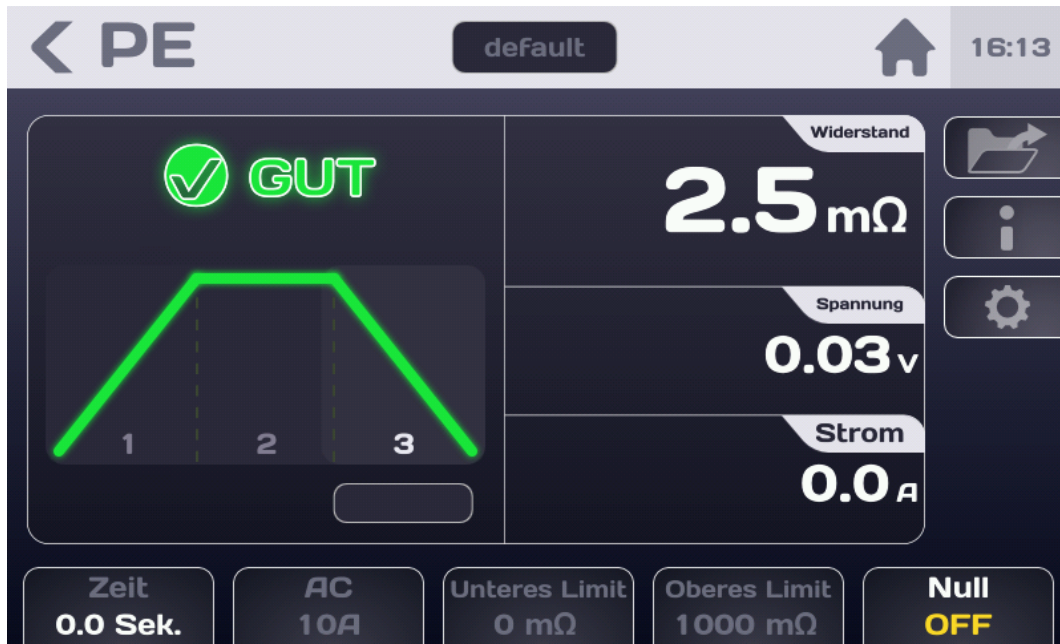 PE
default
16:13
GUT
1 2 3
Widerstand
2.5 mΩ
Spannung
0.03 V
Strom
0.0 A
Zeit
0.0 Sek.
AC
10A
Unteres Limit
0 mΩ
Oberes Limit
1000 mΩ
Null
OFF